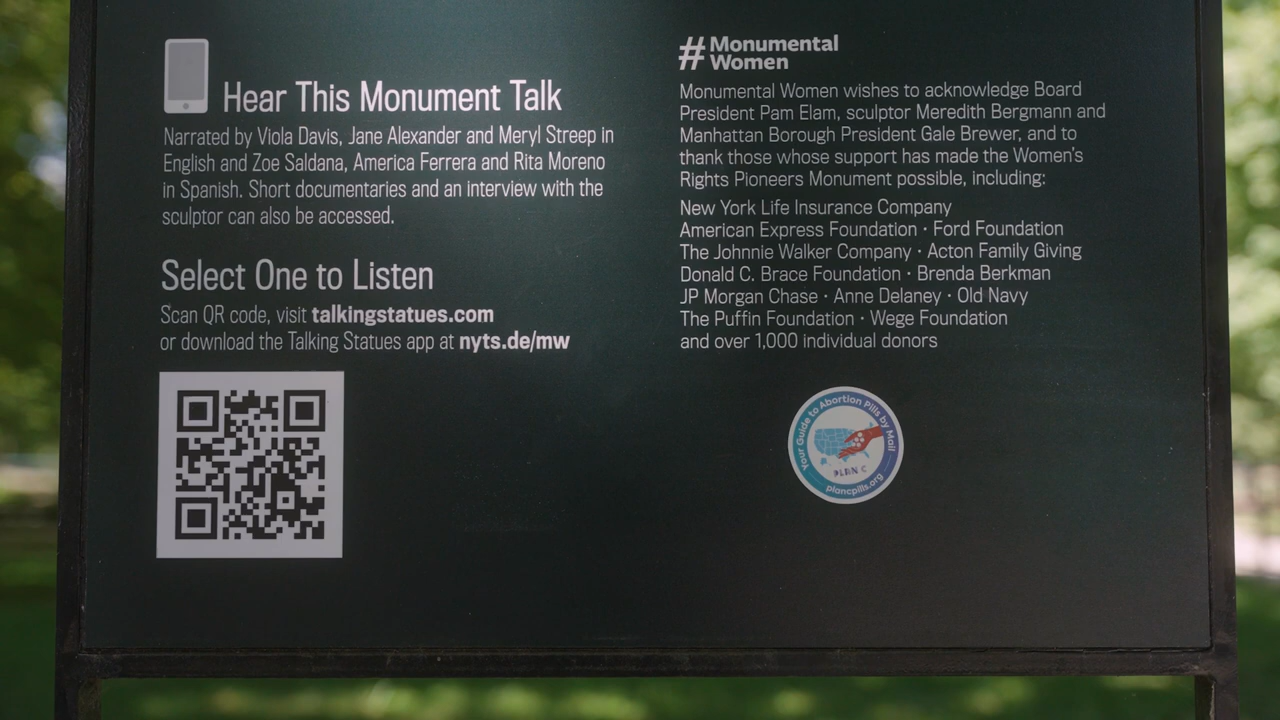 Hear This Monument Talk
Narrated by Viola Davis, Jane Alexander and Meryl Streep in
English and Zoe Saldana, America Ferrera and Rita Moreno
in Spanish. Short documentaries and an interview with the
sculptor can also be accessed.
Select One to Listen
Scan QR code, visit talkingstatues.com
or download the Talking Statues app at nyts.de/mw
#Monumental
Women
Monumental Women wishes to acknowledge Board
President Pam Elam, sculptor Meredith Bergmann and
Manhattan Borough President Gale Brewer, and to
thank those whose support has made the Women's
Rights Pioneers Monument possible, including:
New York Life Insurance Company
American Express Foundation · Ford Foundation
The Johnnie Walker Company · Acton Family Giving
Donald C. Brace Foundation · Brenda Berkman
JP Morgan Chase · Anne Delaney · Old Navy
The Puffin Foundation · Wege Foundation
and over 1,000 individual donors
Your Guide to Abortion Pills by Mail
PLAN C
plancpills.org